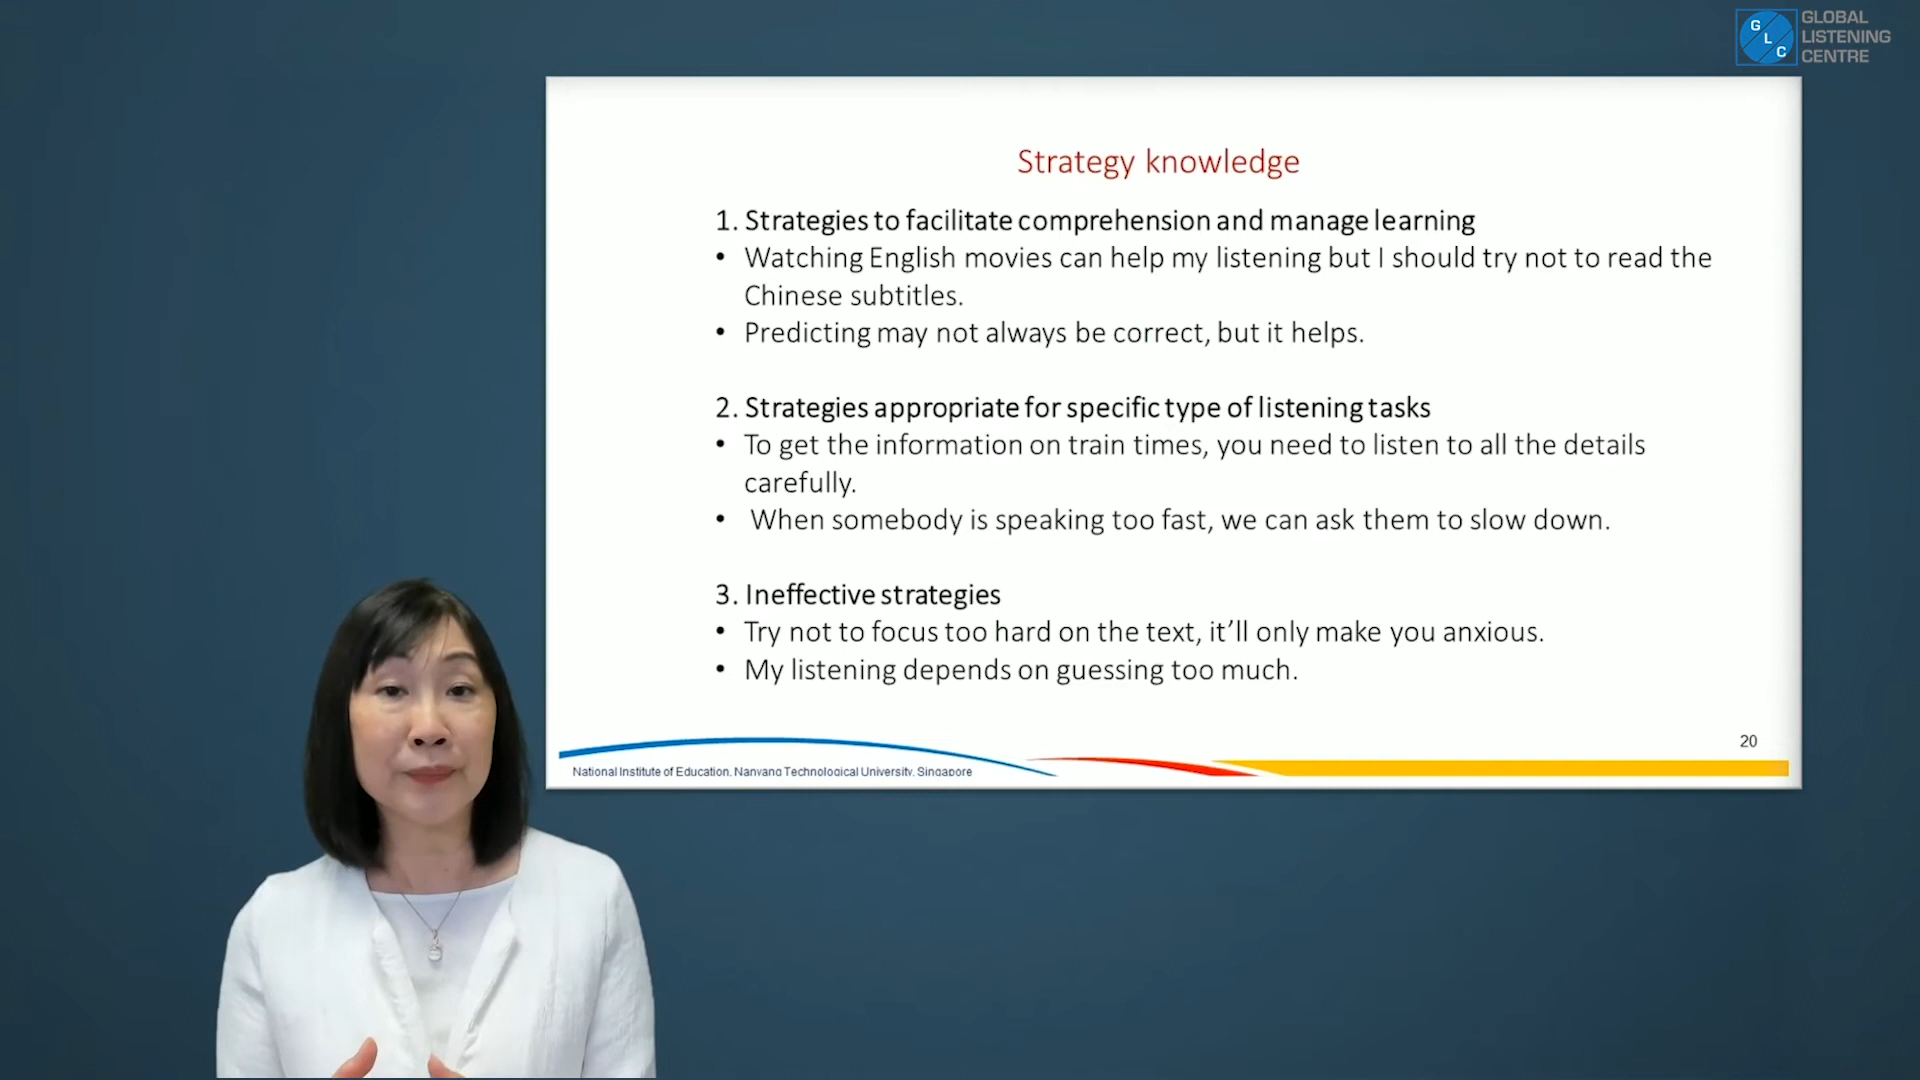 G
L
C
GLOBAL
LISTENING
CENTRE
Strategy knowledge
1. Strategies to facilitate comprehension and manage learning
• Watching English movies can help my listening but I should try not to read the
Chinese subtitles.
• Predicting may not always be correct, but it helps.
2. Strategies appropriate for specific type of listening tasks
• To get the information on train times, you need to listen to all the details
carefully.
• When somebody is speaking too fast, we can ask them to slow down.
3. Ineffective strategies
• Try not to focus too hard on the text, it’ll only make you anxious.
• My listening depends on guessing too much.
20
National Institute of Education, Nanyang Technological University, Singapore